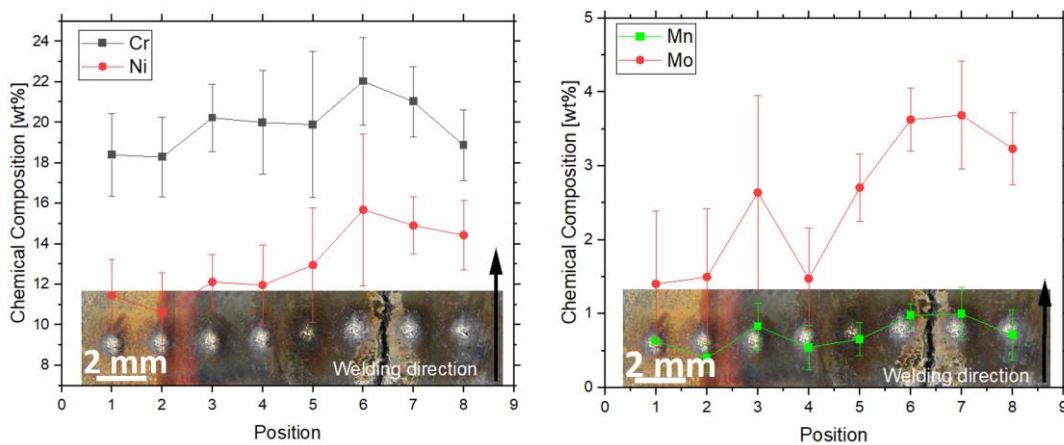 Cr
Ni
Chemical Composition [wt%]
24
22
20
18
16
14
12
10
8
2 mm
Welding direction
0 1 2 3 4 5 6 7 8 9
Position
Mn
Mo
Chemical Composition [wt%]
5
4
3
2
1
0
2 mm
Welding direction
0 1 2 3 4 5 6 7 8 9
Position